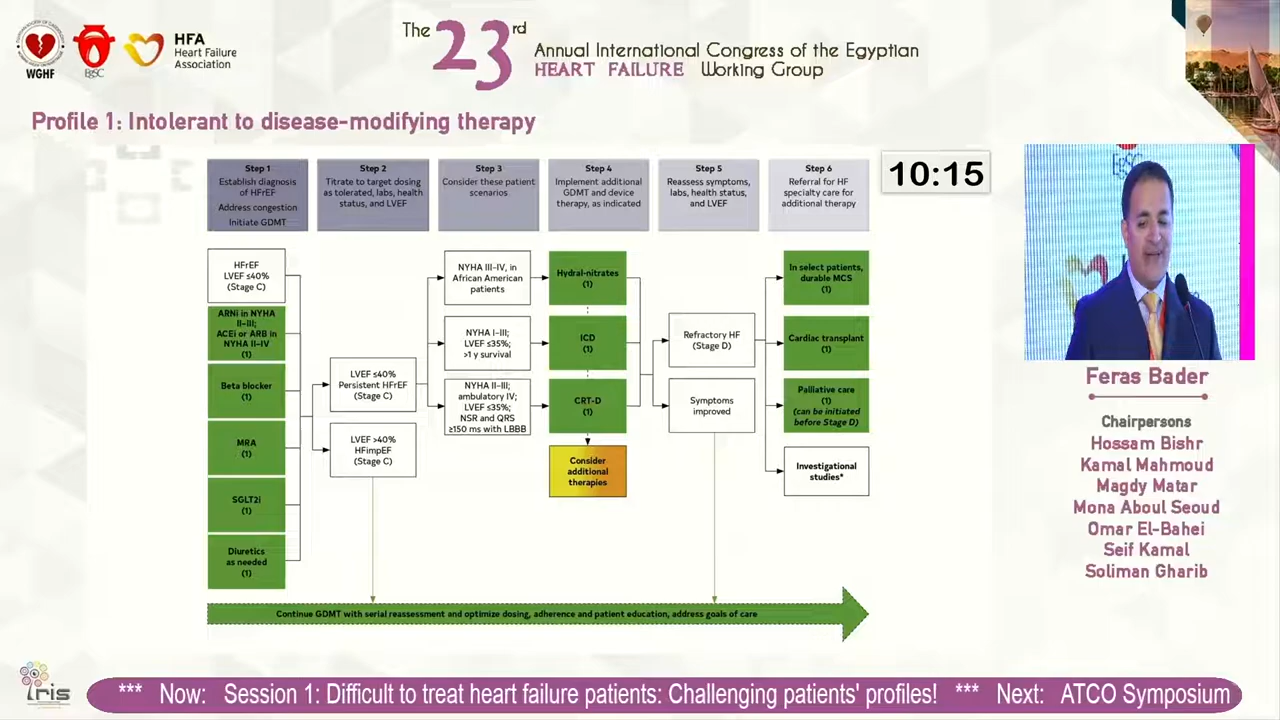 WGHF
EgSC
HFA
Heart Failure
Association
The 23rd
Annual International Congress of the Egyptian
HEART FAILURE Working Group
Profile 1: Intolerant to disease-modifying therapy
10:15
Step 1
Establish diagnosis
of HFrEF
Address congestion
Initiate GDMT
Step 2
Titrate to target dosing
as tolerated, labs, health
status, and LVEF
Step 3
Consider these patient
scenarios
Step 4
Implement additional
GDMT and device
therapy, as indicated
Step 5
Reassess symptoms,
labs, health status,
and LVEF
Step 6
Referral for HF
specialty care for
additional therapy
HFrEF
LVEF ≤40%
(Stage C)
ARNi in NYHA
II–III;
ACEi or ARB in
NYHA II–IV
(1)
Beta blocker
(1)
MRA
(1)
SGLT2i
(1)
Diuretics
as needed
(1)
LVEF ≤40%
Persistent HFrEF
(Stage C)
LVEF >40%
HFimpEF
(Stage C)
NYHA III–IV, in
African American
patients
NYHA I–III;
LVEF ≤35%;
>1 y survival
NYHA II–III;
ambulatory IV;
LVEF ≤35%;
NSR and QRS
≥150 ms with LBBB
Hydral-nitrates
(1)
ICD
(1)
CRT-D
(1)
Consider
additional
therapies
Refractory HF
(Stage D)
Symptoms
improved
In select patients,
durable MCS
(1)
Cardiac transplant
(1)
Palliative care
(1)
(can be initiated
before Stage D)
Investigational
studies*
Continue GDMT with serial reassessment and optimize dosing, adherence and patient education, address goals of care
Feras Bader
Chairpersons
Hossam Bishr
Kamal Mahmoud
Magdy Matar
Mona Aboul Seoud
Omar El-Bahei
Seif Kamal
Soliman Gharib
iris
*** Now: Session 1: Difficult to treat heart failure patients: Challenging patients' profiles! *** Next: ATCO Symposium